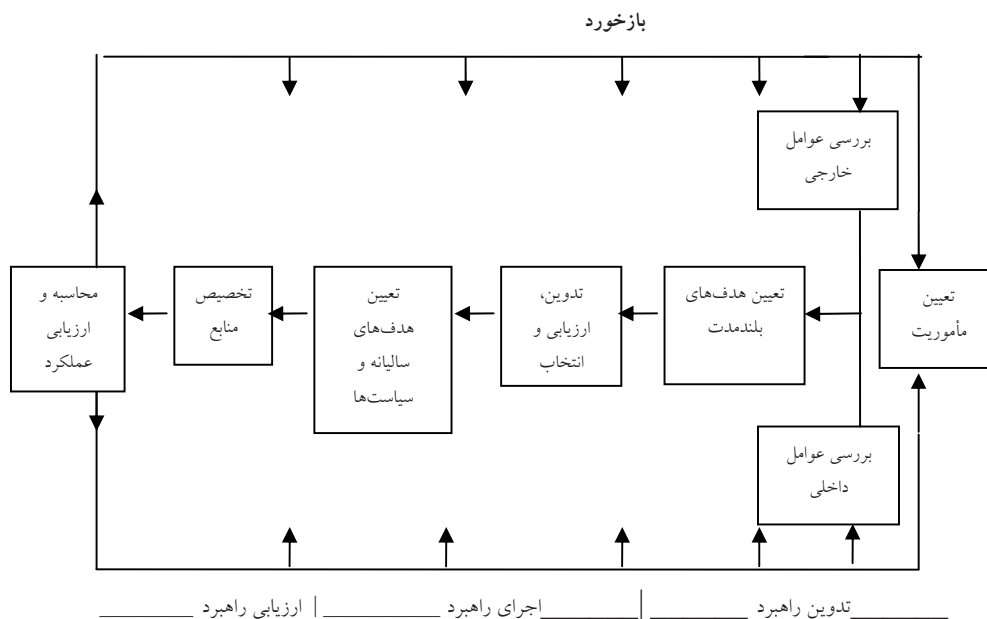 بازخورد
بررسی عوامل
خارجی
تعیین
مأموریت
تعیین هدف‌های
بلندمدت
تدوین،
ارزیابی و
انتخاب
تعیین
هدف‌های
سالیانه و
سیاست‌ها
تخصیص
منابع
محاسبه و
ارزیابی
عملکرد
بررسی عوامل
داخلی
تدوین راهبرد | اجرای راهبرد | ارزیابی راهبرد